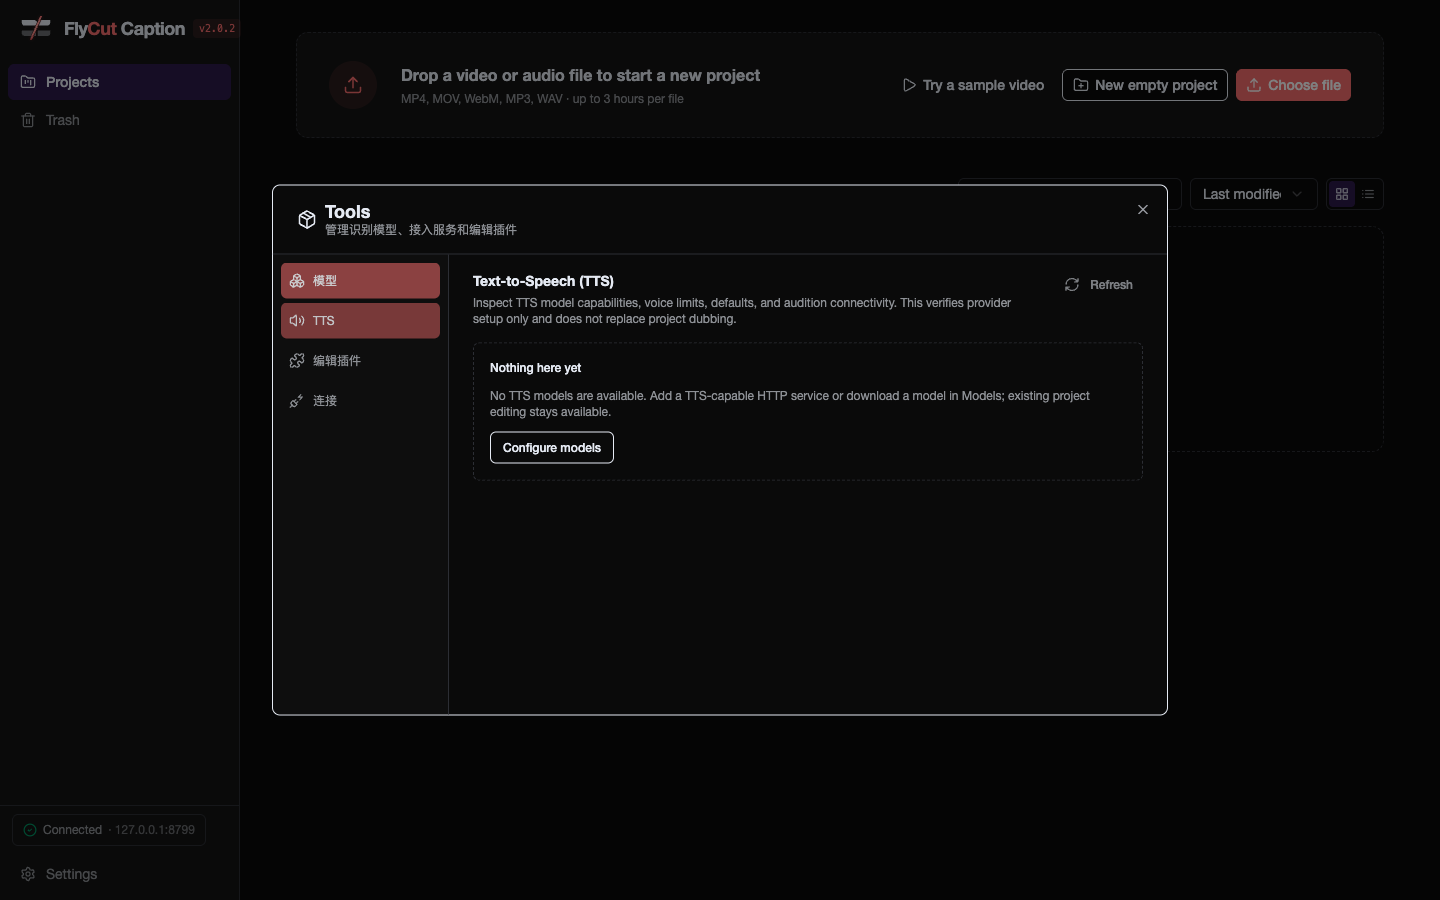 FlyCut Caption v2.0.2
Projects
Trash
Drop a video or audio file to start a new project
MP4, MOV, WebM, MP3, WAV · up to 3 hours per file
Try a sample video
New empty project
Choose file
Last modified
Tools
管理识别模型、接入服务和编辑插件
模型
TTS
编辑插件
连接
Text-to-Speech (TTS)
Refresh
Inspect TTS model capabilities, voice limits, defaults, and audition connectivity. This verifies provider
setup only and does not replace project dubbing.
Nothing here yet
No TTS models are available. Add a TTS-capable HTTP service or download a model in Models; existing project
editing stays available.
Configure models
Connected · 127.0.0.1:8799
Settings